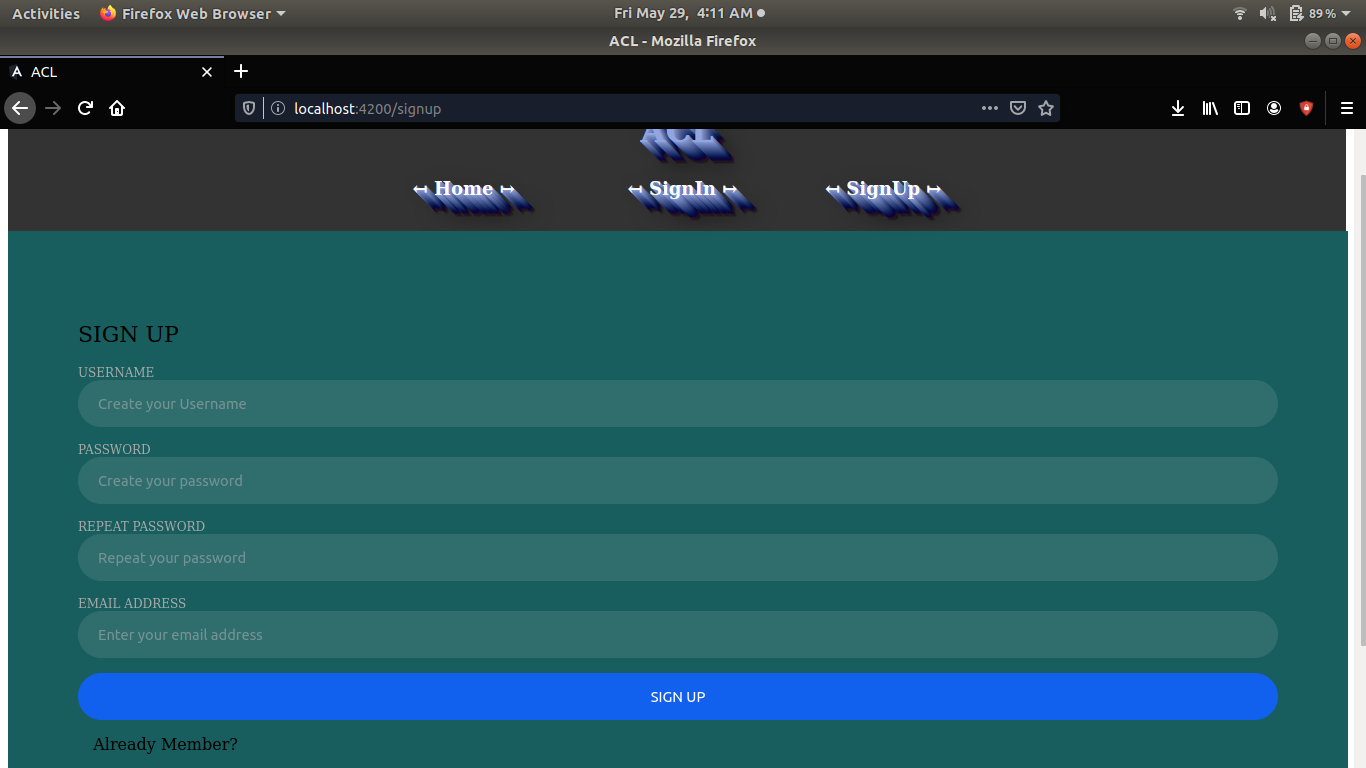 Activities Firefox Web Browser Fri May 29, 4:11 AM 89%
ACL - Mozilla Firefox
ACL
localhost:4200/signup
ACL
↤ Home ↦ ↤ SignIn ↦ ↤ SignUp ↦
SIGN UP
USERNAME
Create your Username
PASSWORD
Create your password
REPEAT PASSWORD
Repeat your password
EMAIL ADDRESS
Enter your email address
SIGN UP
Already Member?